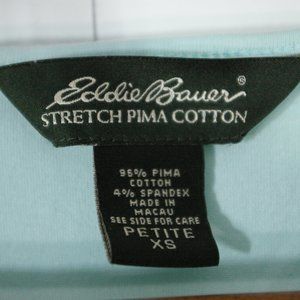 Eddie Bauer®
STRETCH PIMA COTTON
96% PIMA
COTTON
4% SPANDEX
MADE IN
MACAU
SEE SIDE FOR CARE
PETITE
XS